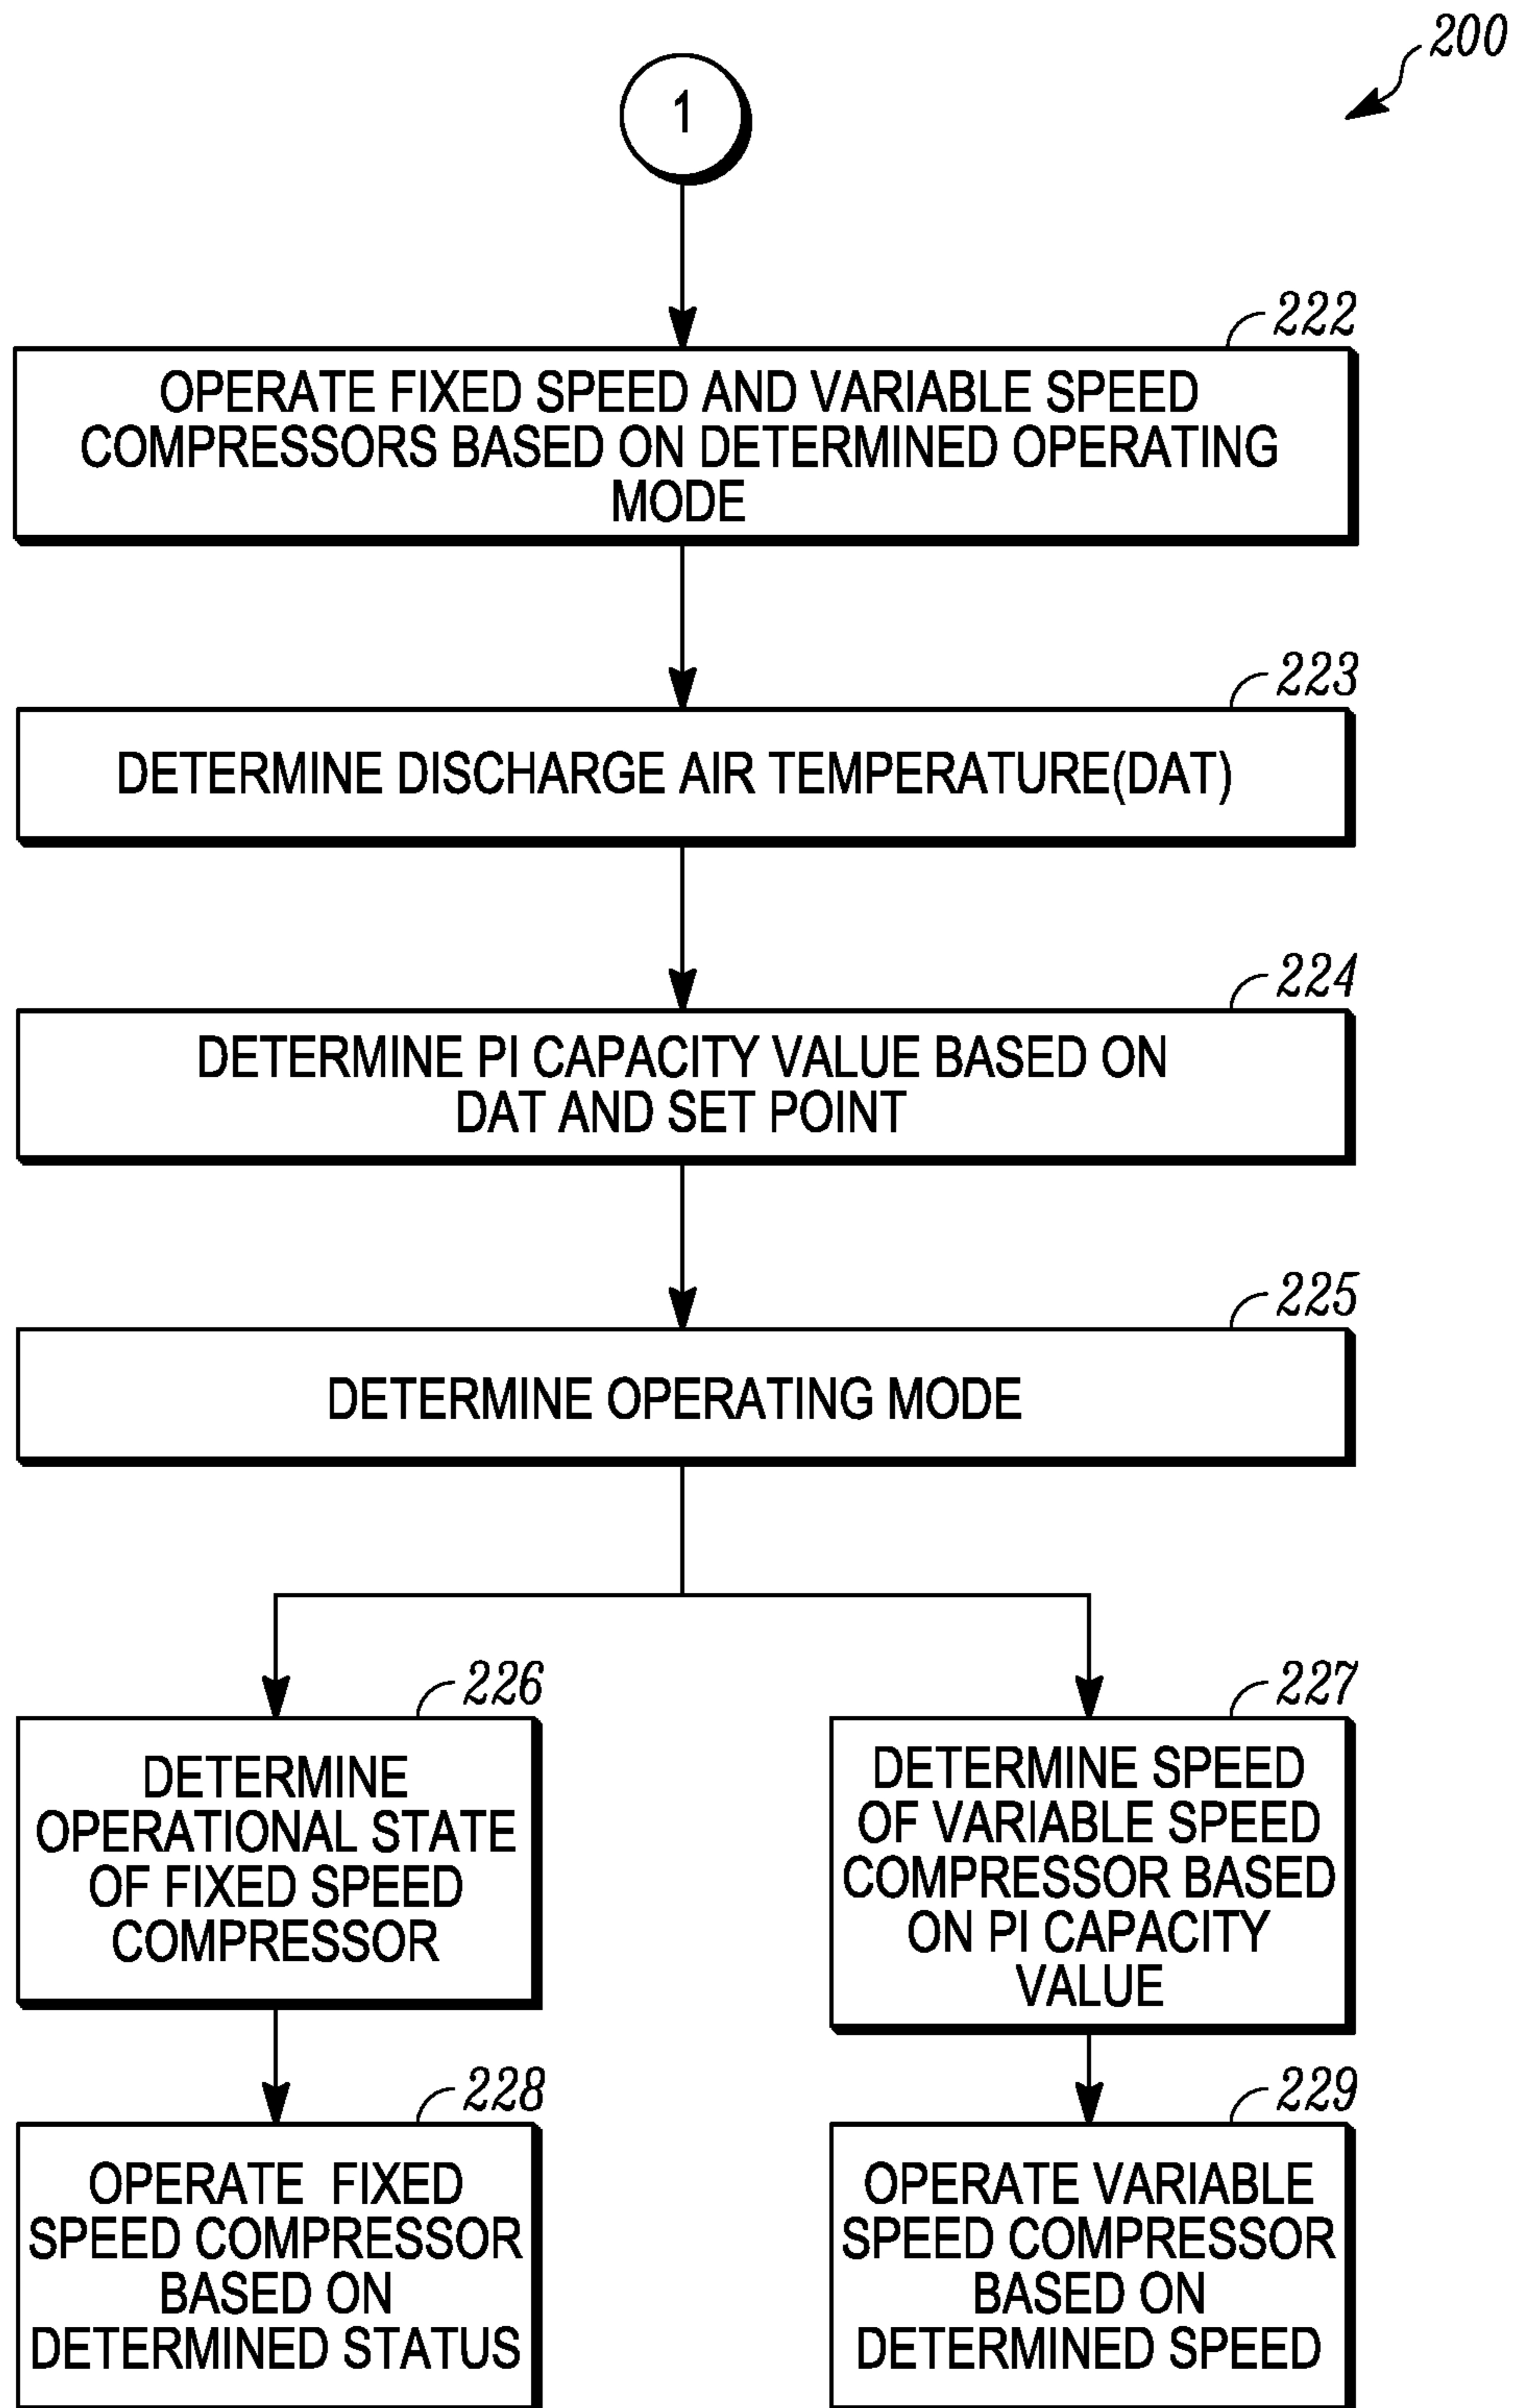 200
1
222
OPERATE FIXED SPEED AND VARIABLE SPEED
COMPRESSORS BASED ON DETERMINED OPERATING
MODE
223
DETERMINE DISCHARGE AIR TEMPERATURE(DAT)
224
DETERMINE PI CAPACITY VALUE BASED ON
DAT AND SET POINT
225
DETERMINE OPERATING MODE
226
DETERMINE
OPERATIONAL STATE
OF FIXED SPEED
COMPRESSOR
227
DETERMINE SPEED
OF VARIABLE SPEED
COMPRESSOR BASED
ON PI CAPACITY
VALUE
228
OPERATE FIXED
SPEED COMPRESSOR
BASED ON
DETERMINED STATUS
229
OPERATE VARIABLE
SPEED COMPRESSOR
BASED ON
DETERMINED SPEED